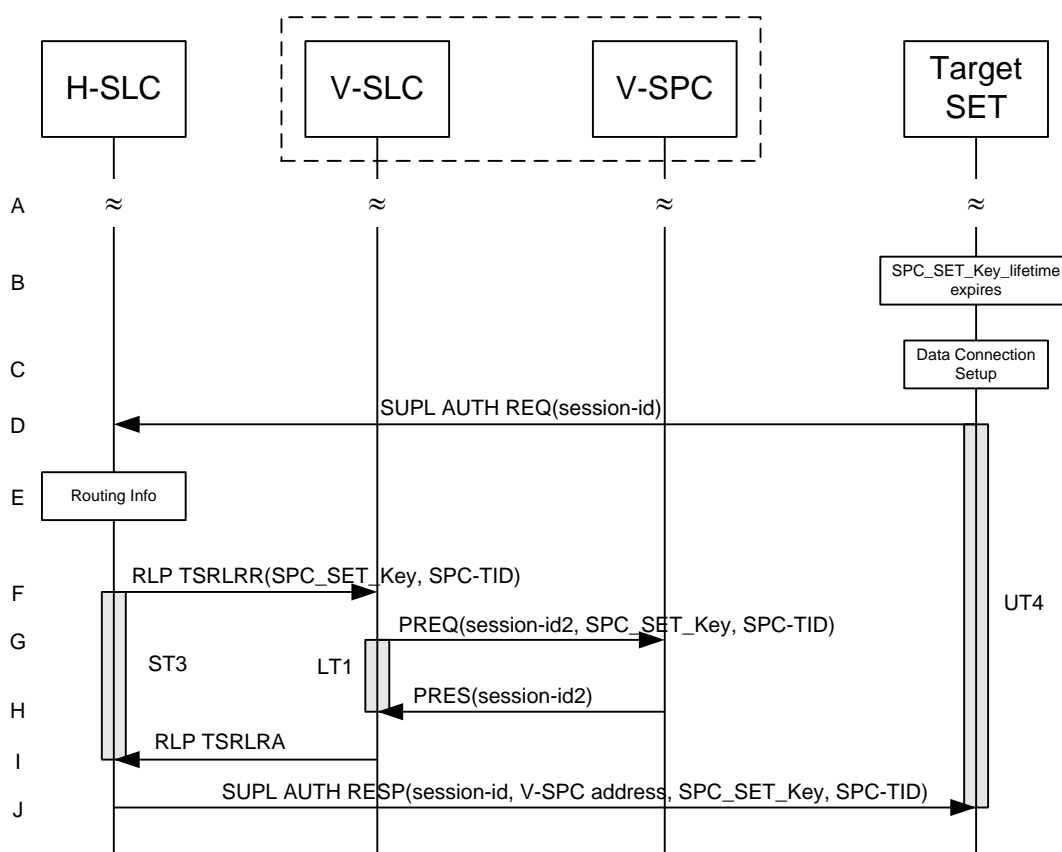 H-SLC
V-SLC
V-SPC
Target
SET
A
≈ ≈ ≈ ≈
B
SPC_SET_Key_lifetime
expires
C
Data Connection
Setup
SUPL AUTH REQ(session-id)
D
E
Routing Info
RLP TSRLRR(SPC_SET_Key, SPC-TID)
F
UT4
PREQ(session-id2, SPC_SET_Key, SPC-TID)
G
ST3
LT1
PRES(session-id2)
H
RLP TSRLRA
I
SUPL AUTH RESP(session-id, V-SPC address, SPC_SET_Key, SPC-TID)
J